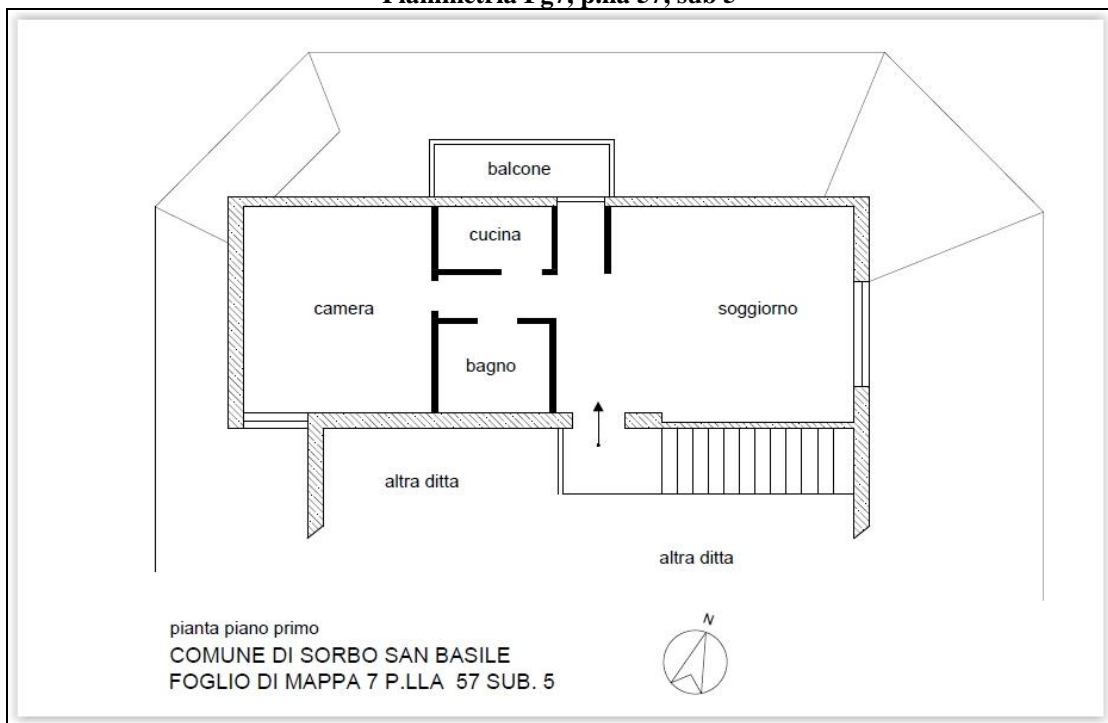 balcone
cucina
camera
soggiorno
bagno
altra ditta
altra ditta
pianta piano primo
N
COMUNE DI SORBO SAN BASILE
FOGLIO DI MAPPA 7 P.LLA 57 SUB. 5